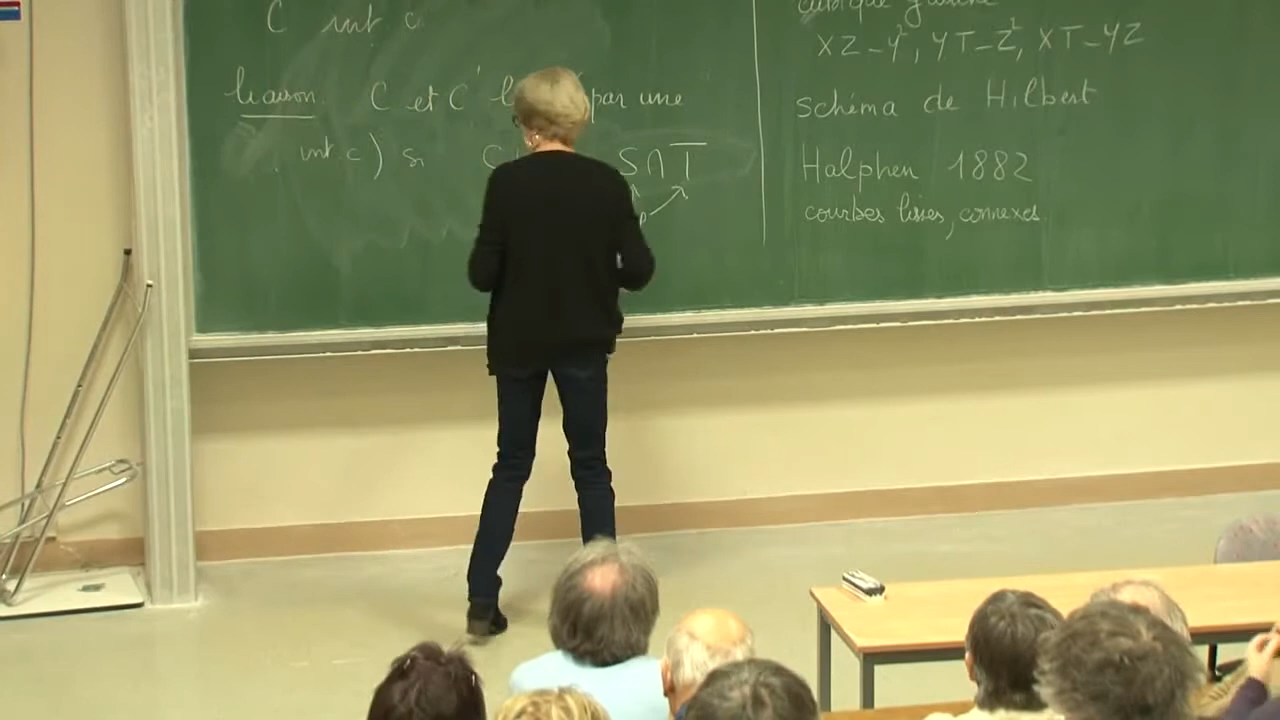 C int c.
liaison. C et C' par une
int. c) si C S∩T
cubique gauche
XZ-Y², YT-Z², XT-YZ
schéma de Hilbert
Halphen 1882
courbes lisses, connexes